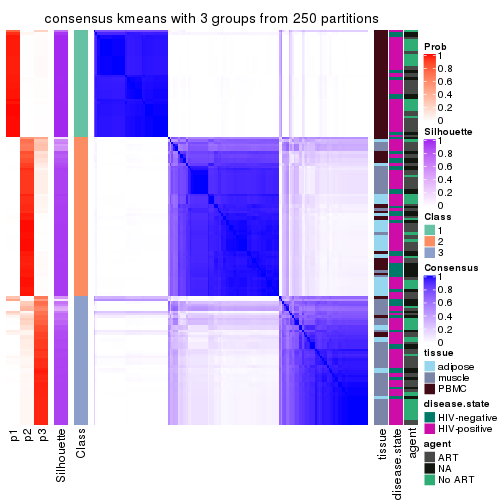 consensus kmeans with 3 groups from 250 partitions
p1
p2
p3
Silhouette
Class
tissue
disease.state
agent
Prob
1
0.8
0.6
0.4
0.2
0
Silhouette
1
0.8
0.6
0.4
0.2
0
Class
1
2
3
Consensus
1
0.8
0.6
0.4
0.2
0
tissue
adipose
muscle
PBMC
disease.state
HIV-negative
HIV-positive
agent
ART
NA
No ART